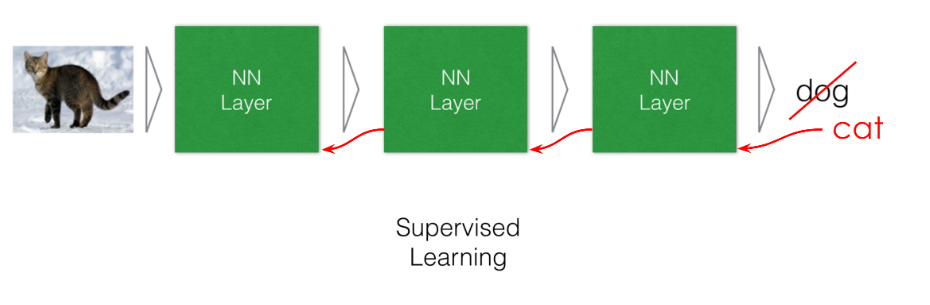 NN
Layer
NN
Layer
NN
Layer
dog
cat
Supervised
Learning